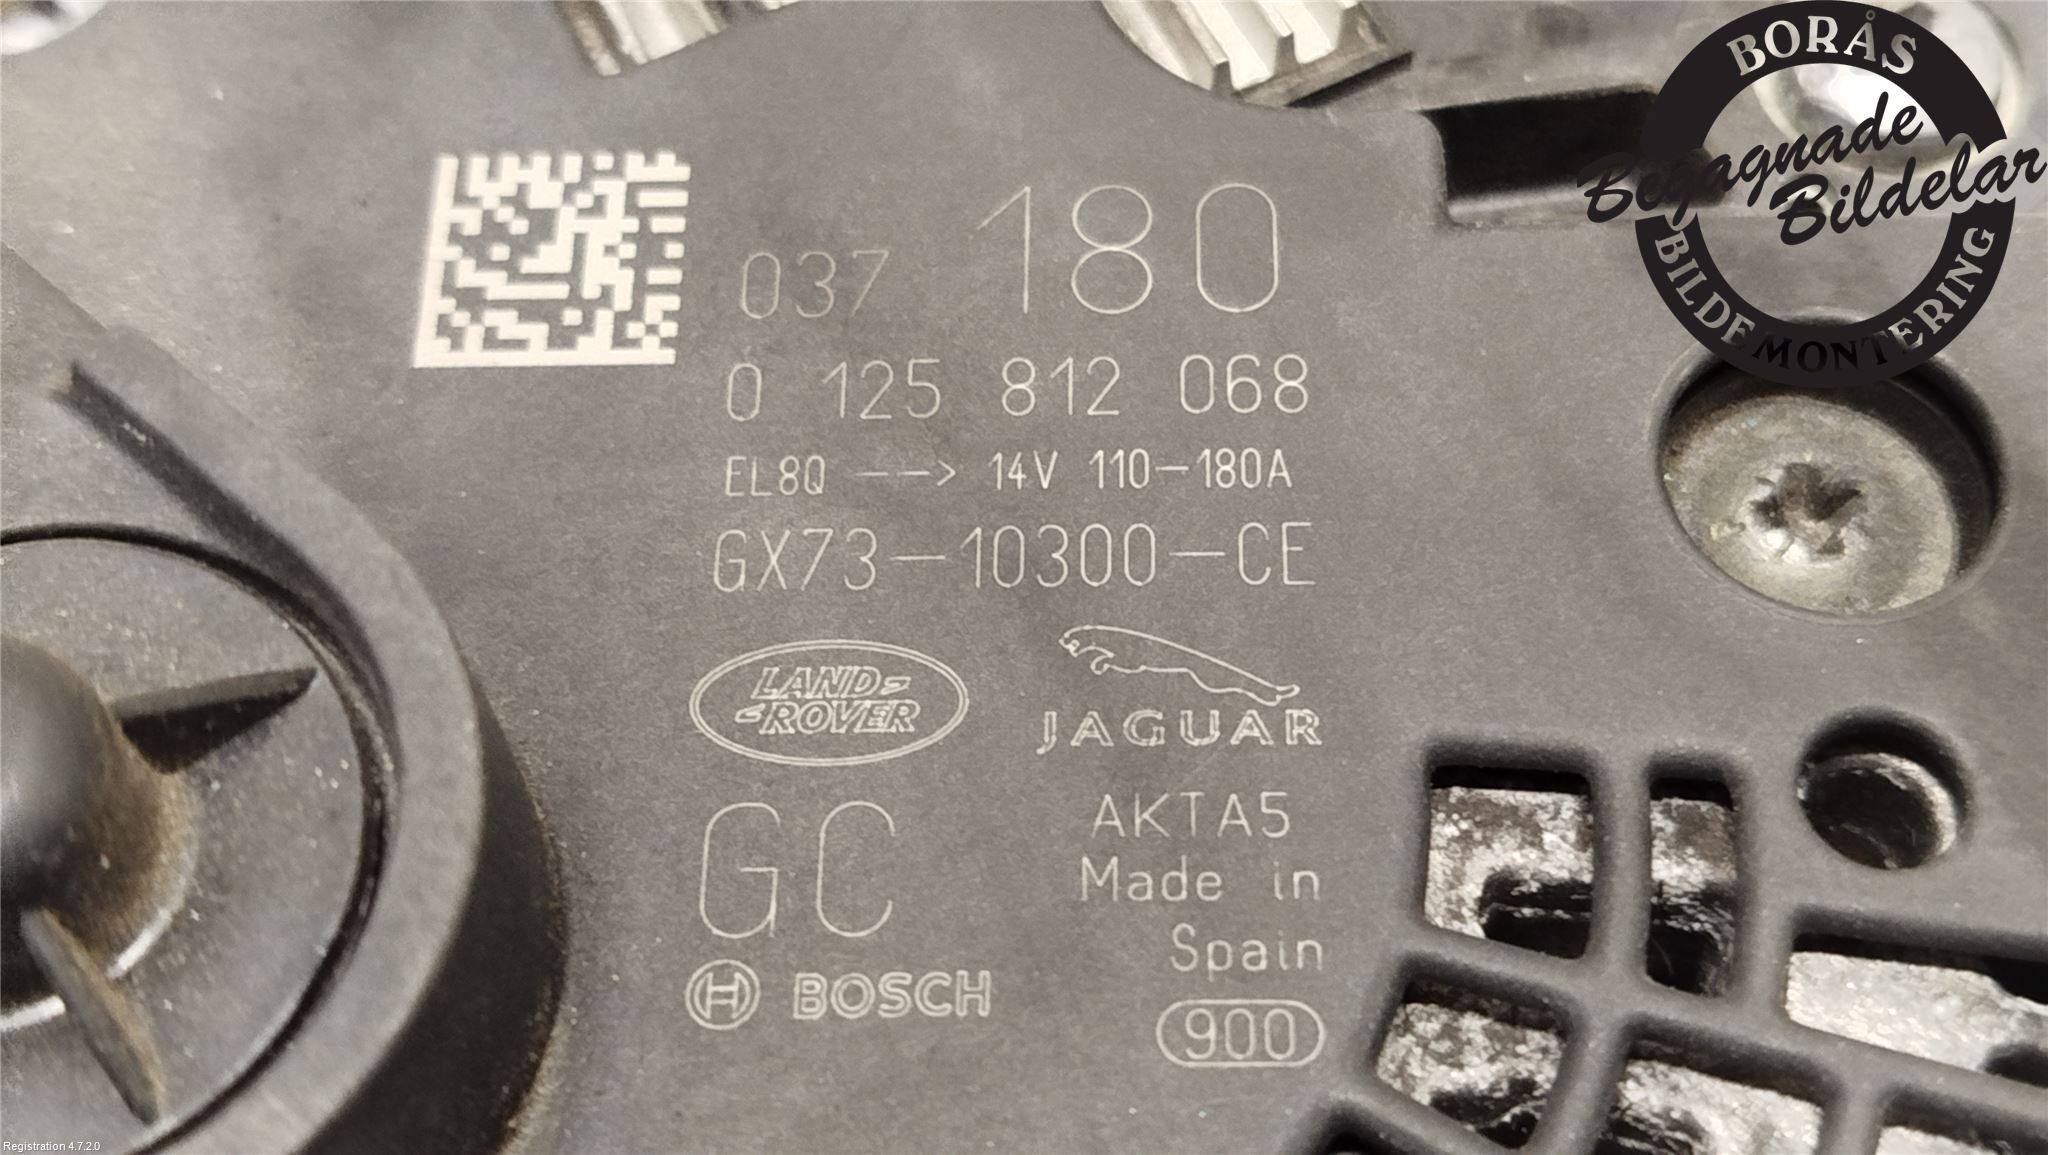 BORÅS
Begagnade
Bildelar
BILDEMONTERING
037 180
0 125 812 068
EL8Q --> 14V 110-180A
GX73-10300-CE
LAND-
-ROVER
JAGUAR
GC
AKTA5
Made in
Spain
BOSCH
900
Registration 4.7.2.0